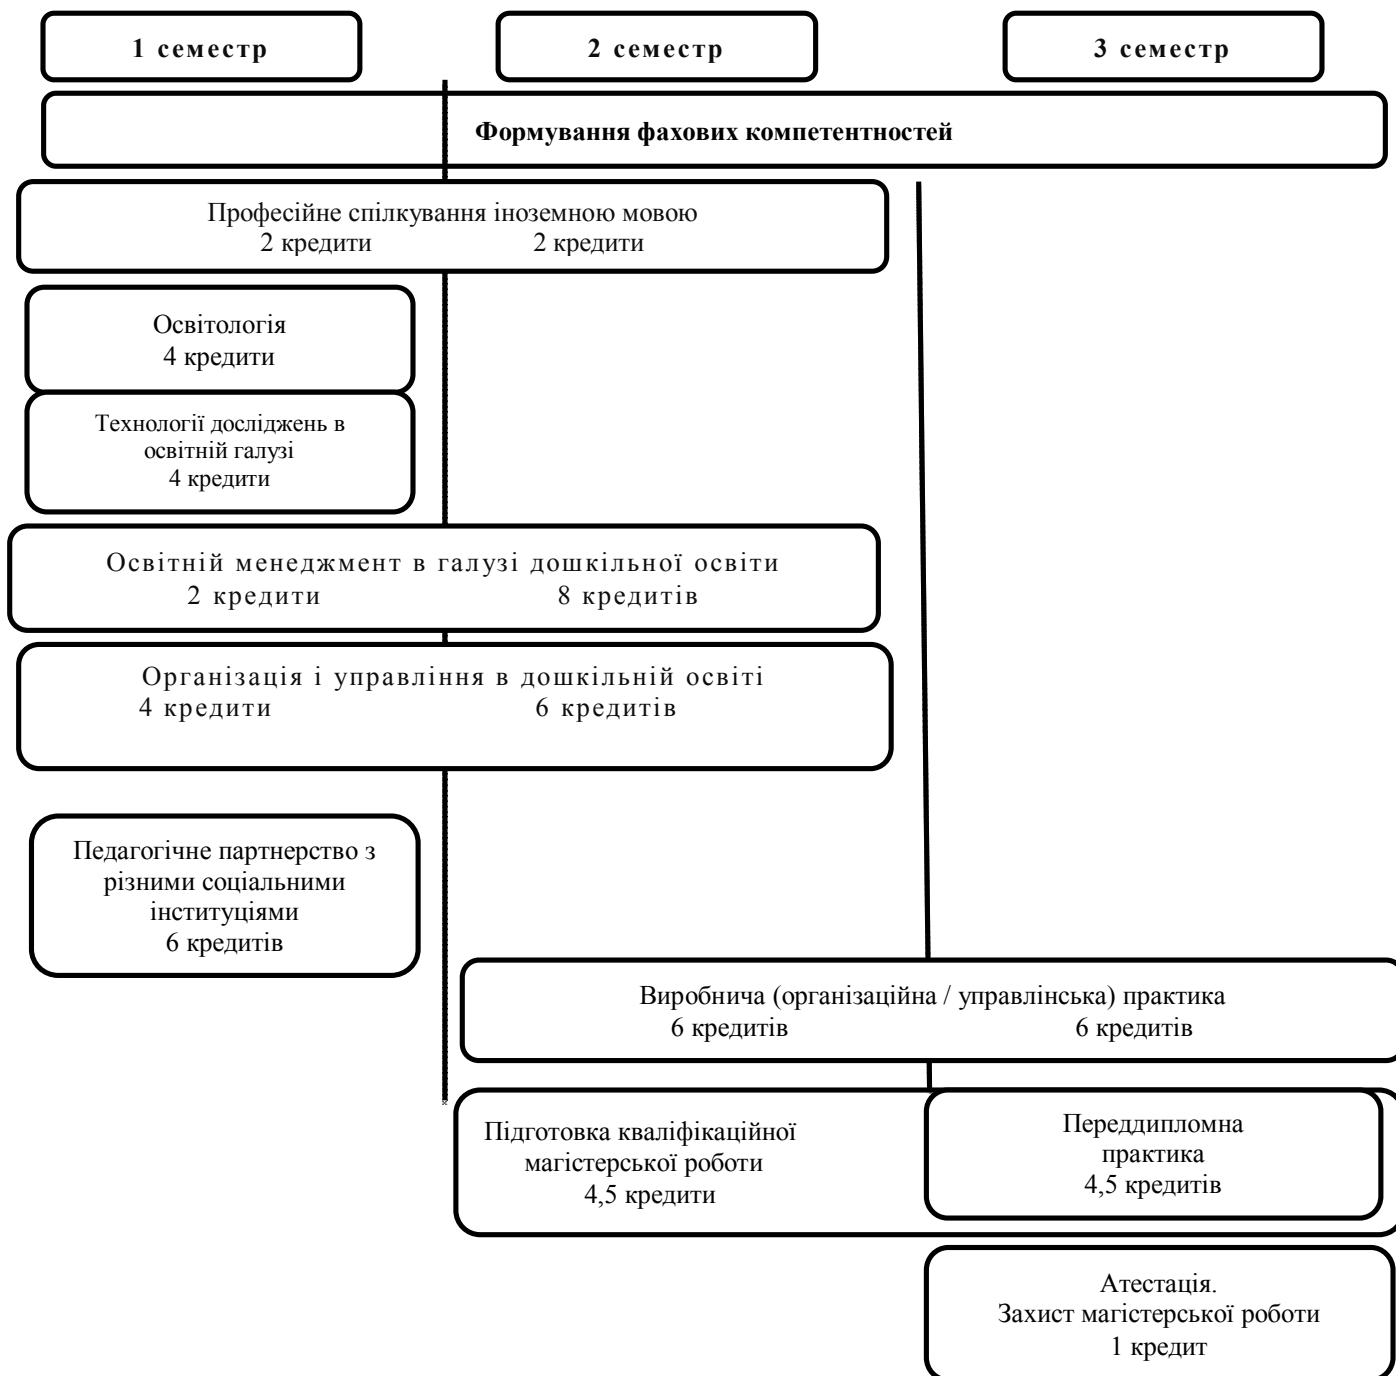 1 семестр
2 семестр
3 семестр
Формування фахових компетентностей
Професійне спілкування іноземною мовою
2 кредити 2 кредити
Освітологія
4 кредити
Технології досліджень в
освітній галузі
4 кредити
Освітній менеджмент в галузі дошкільної освіти
2 кредити 8 кредитів
Організація і управління в дошкільній освіті
4 кредити 6 кредитів
Педагогічне партнерство з
різними соціальними
інституціями
6 кредитів
Виробнича (організаційна / управлінська) практика
6 кредитів 6 кредитів
Підготовка кваліфікаційної
магістерської роботи
4,5 кредити
Переддипломна
практика
4,5 кредитів
Атестація.
Захист магістерської роботи
1 кредит